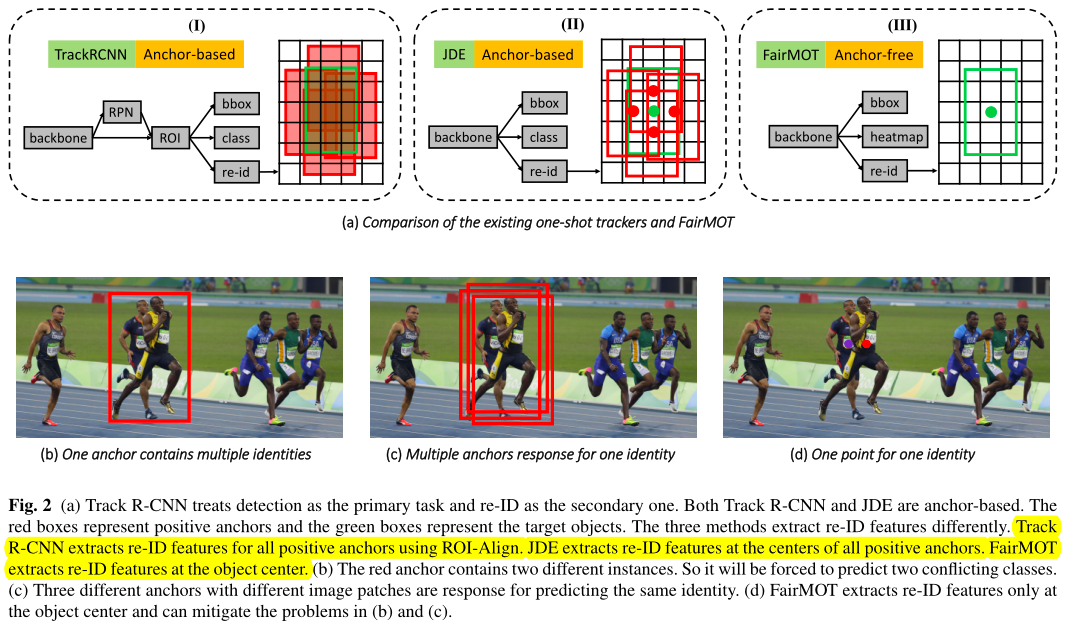 (I)
TrackRCNN Anchor-based
backbone
RPN
ROI
bbox
class
re-id
(II)
JDE Anchor-based
backbone
bbox
class
re-id
(III)
FairMOT Anchor-free
backbone
bbox
heatmap
re-id
(a) Comparison of the existing one-shot trackers and FairMOT
(b) One anchor contains multiple identities
(c) Multiple anchors response for one identity
(d) One point for one identity
Fig. 2 (a) Track R-CNN treats detection as the primary task and re-ID as the secondary one. Both Track R-CNN and JDE are anchor-based. The
red boxes represent positive anchors and the green boxes represent the target objects. The three methods extract re-ID features differently. Track
R-CNN extracts re-ID features for all positive anchors using ROI-Align. JDE extracts re-ID features at the centers of all positive anchors. FairMOT
extracts re-ID features at the object center. (b) The red anchor contains two different instances. So it will be forced to predict two conflicting classes.
(c) Three different anchors with different image patches are response for predicting the same identity. (d) FairMOT extracts re-ID features only at
the object center and can mitigate the problems in (b) and (c).